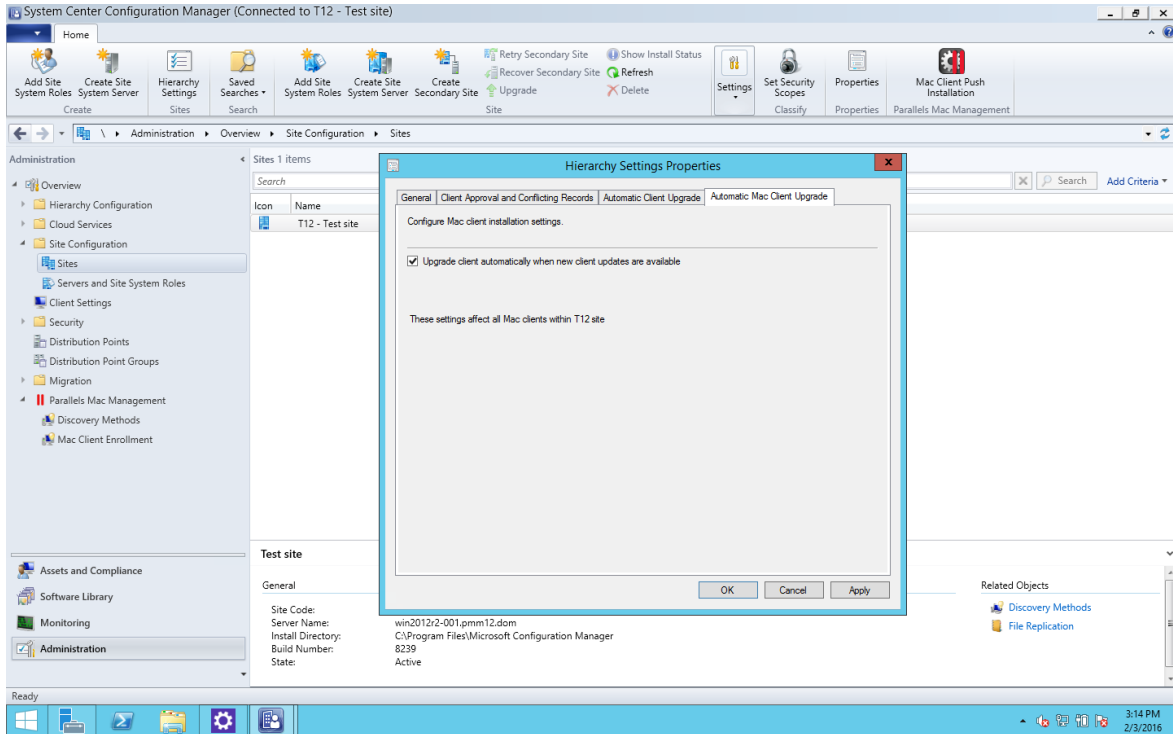 System Center Configuration Manager (Connected to T12 - Test site)
Home
Add Site System Roles
Create Site System Server
Create
Hierarchy Settings
Sites
Saved Searches
Search
Add Site System Roles
Create Site System Server
Create Secondary Site
Retry Secondary Site
Recover Secondary Site
Upgrade
Show Install Status
Refresh
Delete
Site
Settings
Set Security Scopes
Classify
Properties
Properties
Mac Client Push Installation
Parallels Mac Management
\ Administration Overview Site Configuration Sites
Administration
Overview
Hierarchy Configuration
Cloud Services
Site Configuration
Sites
Servers and Site System Roles
Client Settings
Security
Distribution Points
Distribution Point Groups
Migration
Parallels Mac Management
Discovery Methods
Mac Client Enrollment
Assets and Compliance
Software Library
Monitoring
Administration
Sites 1 items
Search
Search
Add Criteria
Icon Name
T12 - Test site
Hierarchy Settings Properties
General
Client Approval and Conflicting Records
Automatic Client Upgrade
Automatic Mac Client Upgrade
Configure Mac client installation settings.
Upgrade client automatically when new client updates are available
These settings affect all Mac clients within T12 site
OK Cancel Apply
Test site
General
Site Code:
Server Name: win2012r2-001.pmm12.dom
Install Directory: C:\Program Files\Microsoft Configuration Manager
Build Number: 8239
State: Active
Related Objects
Discovery Methods
File Replication
Ready
3:14 PM
2/3/2016